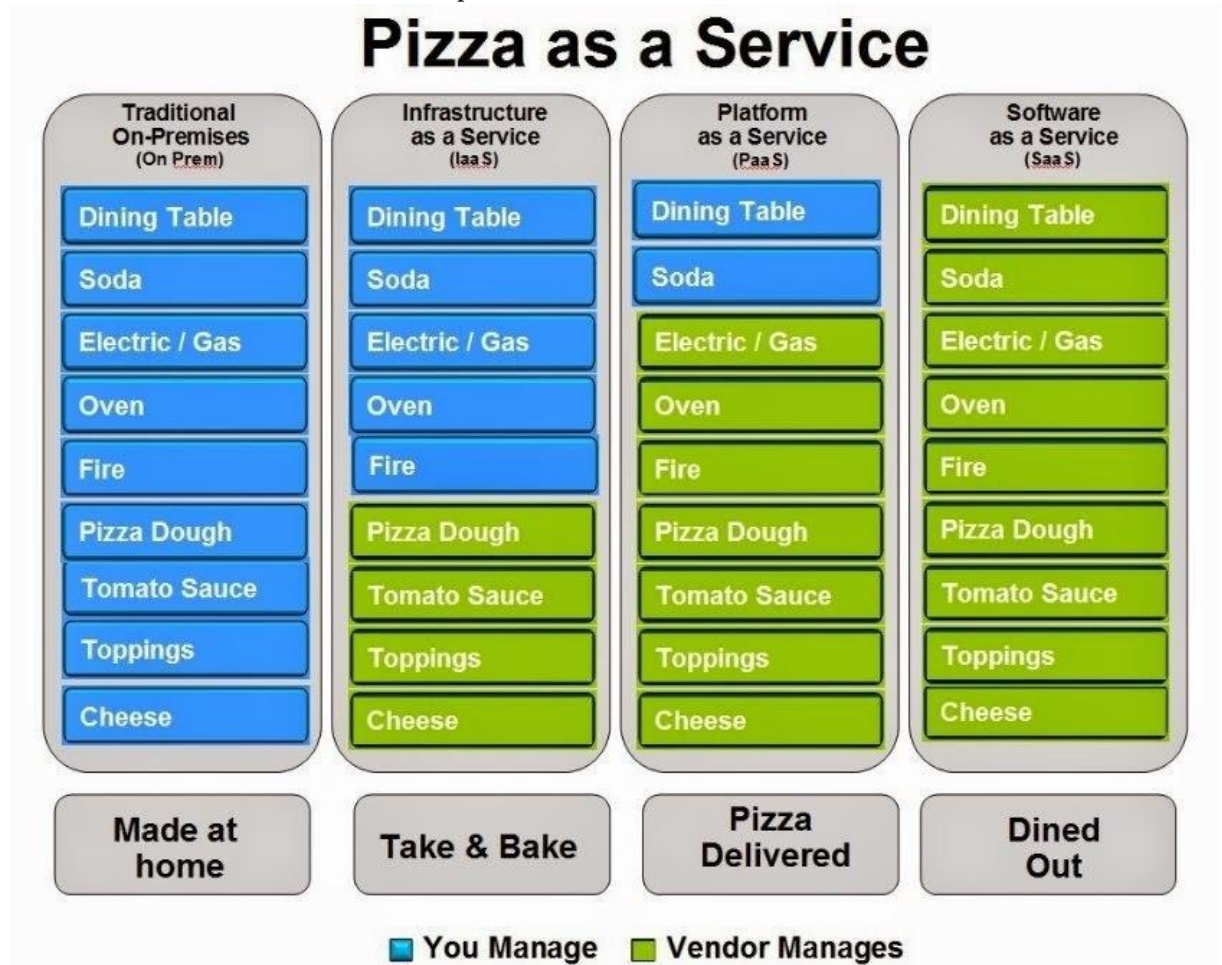 Pizza as a Service
Traditional
On-Premises
(On Prem)
Dining Table
Soda
Electric / Gas
Oven
Fire
Pizza Dough
Tomato Sauce
Toppings
Cheese
Made at
home
Infrastructure
as a Service
(IaaS)
Dining Table
Soda
Electric / Gas
Oven
Fire
Pizza Dough
Tomato Sauce
Toppings
Cheese
Take & Bake
Platform
as a Service
(PaaS)
Dining Table
Soda
Electric / Gas
Oven
Fire
Pizza Dough
Tomato Sauce
Toppings
Cheese
Pizza
Delivered
Software
as a Service
(SaaS)
Dining Table
Soda
Electric / Gas
Oven
Fire
Pizza Dough
Tomato Sauce
Toppings
Cheese
Dined
Out
You Manage
Vendor Manages